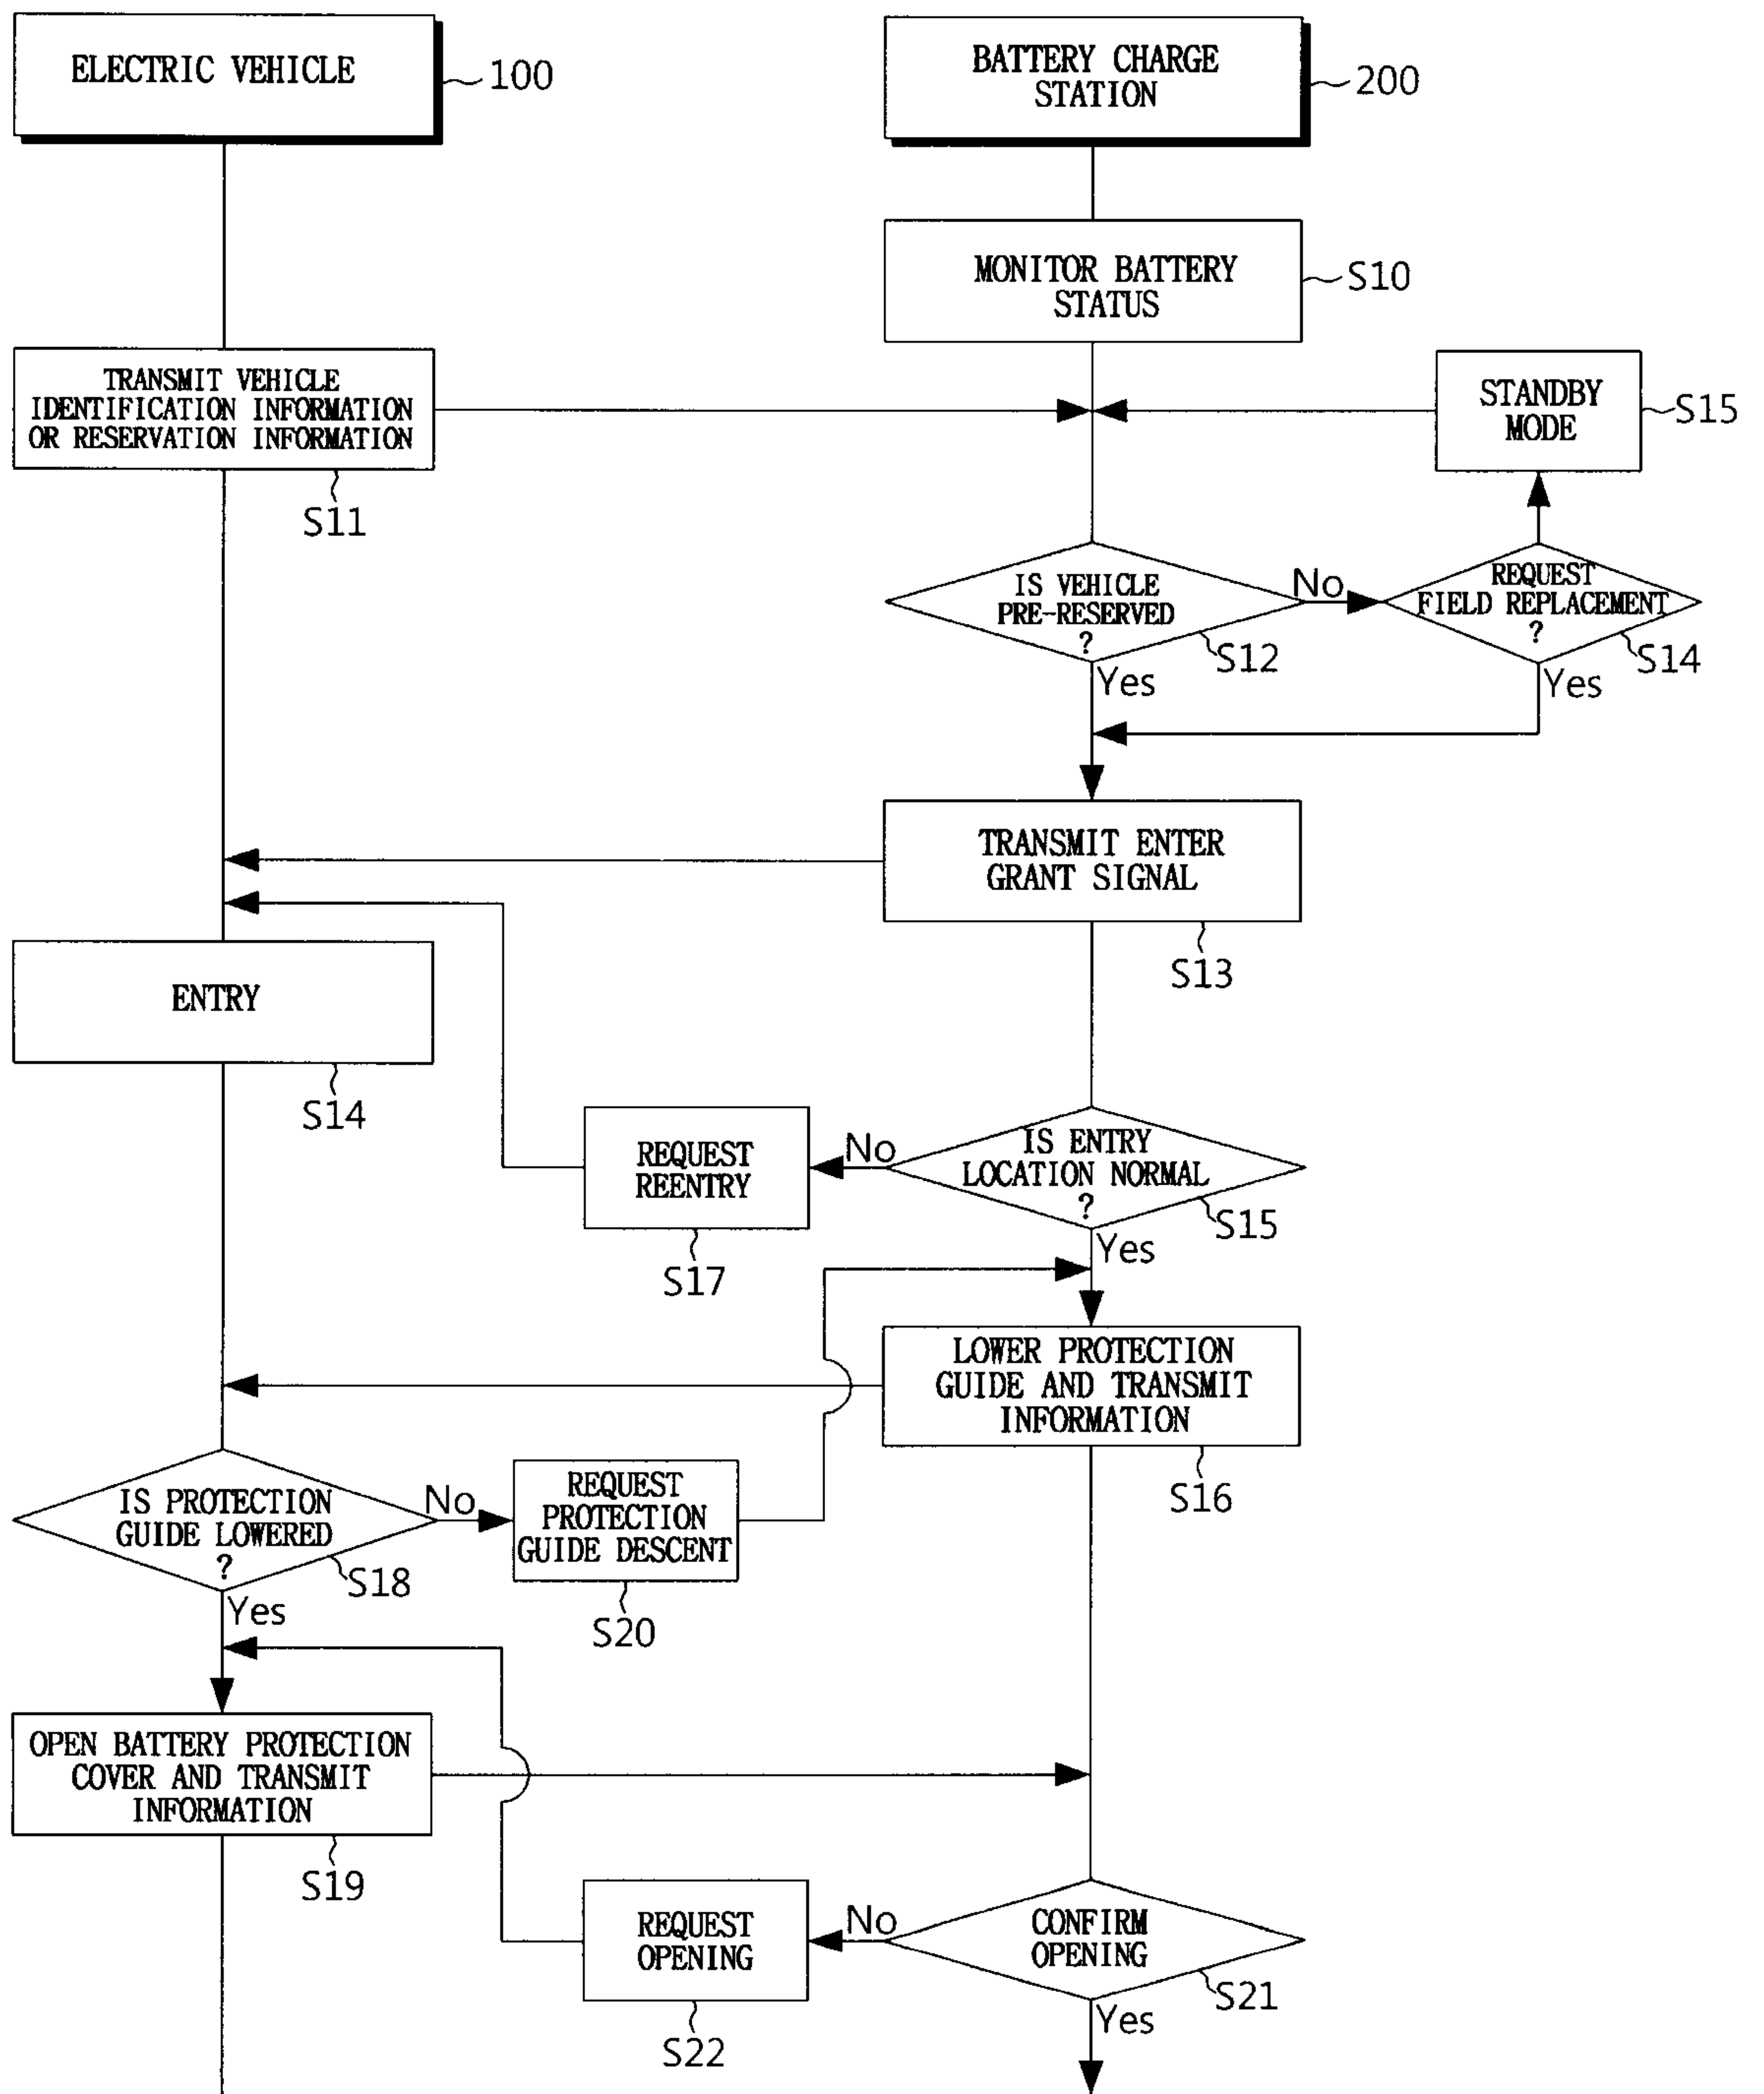 ELECTRIC VEHICLE
100
BATTERY CHARGE
STATION
200
MONITOR BATTERY
STATUS
S10
TRANSMIT VEHICLE
IDENTIFICATION INFORMATION
OR RESERVATION INFORMATION
S11
STANDBY
MODE
S15
IS VEHICLE
PRE-RESERVED
?
S12
No
Yes
REQUEST
FIELD REPLACEMENT
?
S14
Yes
TRANSMIT ENTER
GRANT SIGNAL
S13
ENTRY
S14
IS ENTRY
LOCATION NORMAL
?
S15
No
Yes
REQUEST
REENTRY
S17
LOWER PROTECTION
GUIDE AND TRANSMIT
INFORMATION
S16
IS PROTECTION
GUIDE LOWERED
?
S18
No
Yes
REQUEST
PROTECTION
GUIDE DESCENT
S20
OPEN BATTERY PROTECTION
COVER AND TRANSMIT
INFORMATION
S19
CONFIRM
OPENING
S21
No
Yes
REQUEST
OPENING
S22